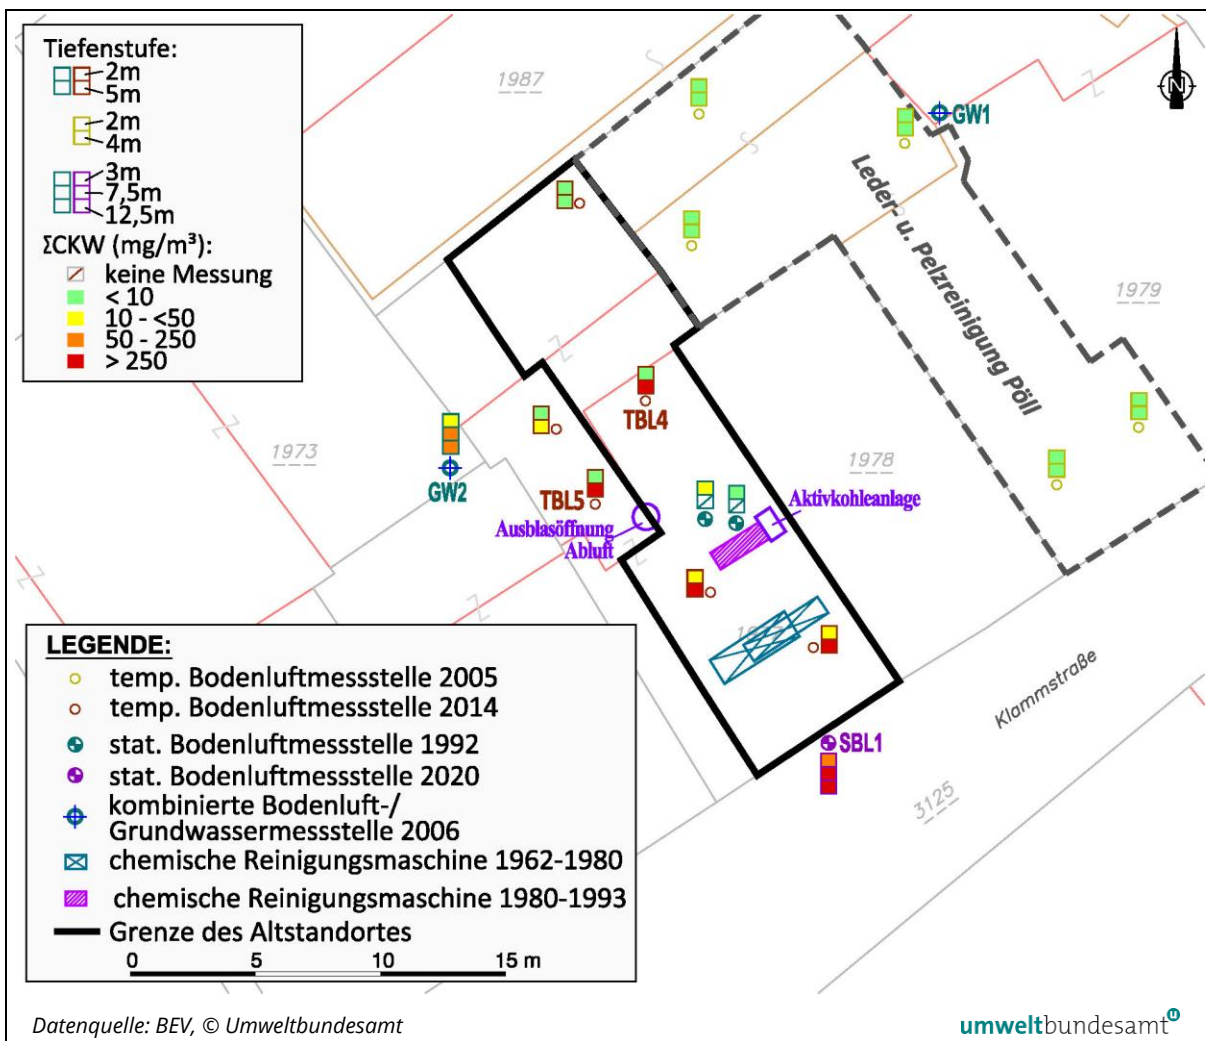 Tiefenstufe:
2m
5m
2m
4m
3m
7,5m
12,5m
ΣCKW (mg/m³):
keine Messung
< 10
10 - <50
50 - 250
> 250
1987
GW1
N
Leder- u. Pelzreinigung Pöll
1979
1973
GW2
TBL4
TBL5
Ausblasöffnung
Abluft
Aktivkohleanlage
1978
Klammstraße
SBL1
3125
LEGENDE:
temp. Bodenluftmessstelle 2005
temp. Bodenluftmessstelle 2014
stat. Bodenluftmessstelle 1992
stat. Bodenluftmessstelle 2020
kombinierte Bodenluft-/
Grundwassermessstelle 2006
chemische Reinigungsmaschine 1962-1980
chemische Reinigungsmaschine 1980-1993
Grenze des Altstandortes
0 5 10 15 m
Datenquelle: BEV, © Umweltbundesamt
umweltbundesamt